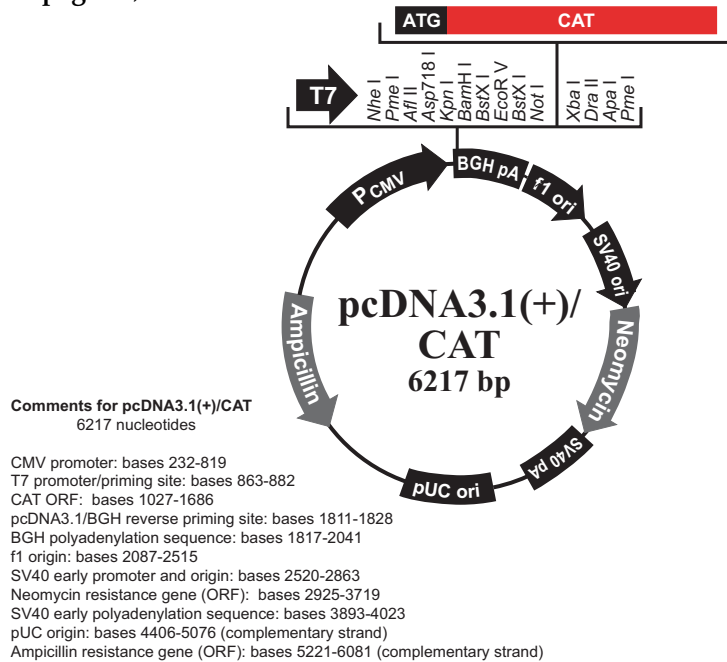 ATG CAT
T7
Nhe I
Pme I
Afl II
Asp718 I
Kpn I
BamH I
BstX I
EcoR V
BstX I
Not I
Xba I
Dra II
Apa I
Pme I
PCMV
BGH pA
f1 ori
SV40 ori
Neomycin
SV40 pA
pUC ori
Ampicillin
pcDNA3.1(+)/
CAT
6217 bp
Comments for pcDNA3.1(+)/CAT
6217 nucleotides
CMV promoter: bases 232-819
T7 promoter/priming site: bases 863-882
CAT ORF: bases 1027-1686
pcDNA3.1/BGH reverse priming site: bases 1811-1828
BGH polyadenylation sequence: bases 1817-2041
f1 origin: bases 2087-2515
SV40 early promoter and origin: bases 2520-2863
Neomycin resistance gene (ORF): bases 2925-3719
SV40 early polyadenylation sequence: bases 3893-4023
pUC origin: bases 4406-5076 (complementary strand)
Ampicillin resistance gene (ORF): bases 5221-6081 (complementary strand)